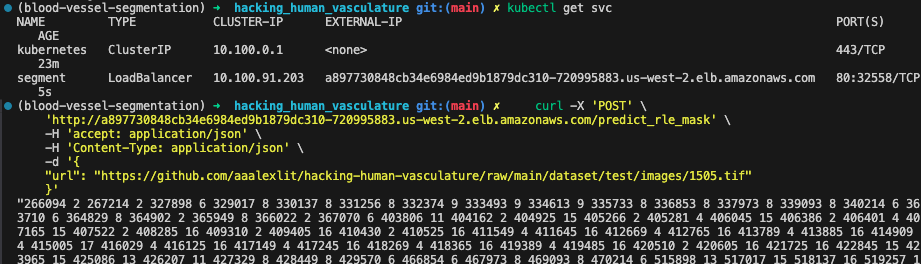 (blood-vessel-segmentation) ➜ hacking_human_vasculature git:(main) ✗ kubectl get svc
NAME TYPE CLUSTER-IP EXTERNAL-IP PORT(S)
AGE
kubernetes ClusterIP 10.100.0.1 <none> 443/TCP
23m
segment LoadBalancer 10.100.91.203 a897730848cb34e6984ed9b1879dc310-720995883.us-west-2.elb.amazonaws.com 80:32558/TCP
5s
(blood-vessel-segmentation) ➜ hacking_human_vasculature git:(main) ✗ curl -X 'POST' \
'http://a897730848cb34e6984ed9b1879dc310-720995883.us-west-2.elb.amazonaws.com/predict_rle_mask' \
-H 'accept: application/json' \
-H 'Content-Type: application/json' \
-d '{
"url": "https://github.com/aaalexlit/hacking-human-vasculature/raw/main/dataset/test/images/1505.tif"
}'
"266094 2 267214 2 327898 6 329017 8 330137 8 331256 8 332374 9 333493 9 334613 9 335733 8 336853 8 337973 8 339093 8 340214 6 36
3710 6 364829 8 364902 2 365949 8 366022 2 367070 6 403806 11 404162 2 404925 15 405266 2 405281 4 406045 15 406386 2 406401 4 40
7165 15 407522 2 408285 16 409310 2 409405 16 410430 2 410525 16 411549 4 411645 16 412669 4 412765 16 413789 4 413885 16 414909
4 415005 17 416029 4 416125 16 417149 4 417245 16 418269 4 418365 16 419389 4 419485 16 420510 2 420605 16 421725 16 422845 15 42
3965 15 425086 13 426207 11 427329 8 428449 8 429570 6 466854 6 467973 8 469093 8 470214 6 515898 13 517017 15 518137 16 519257 1